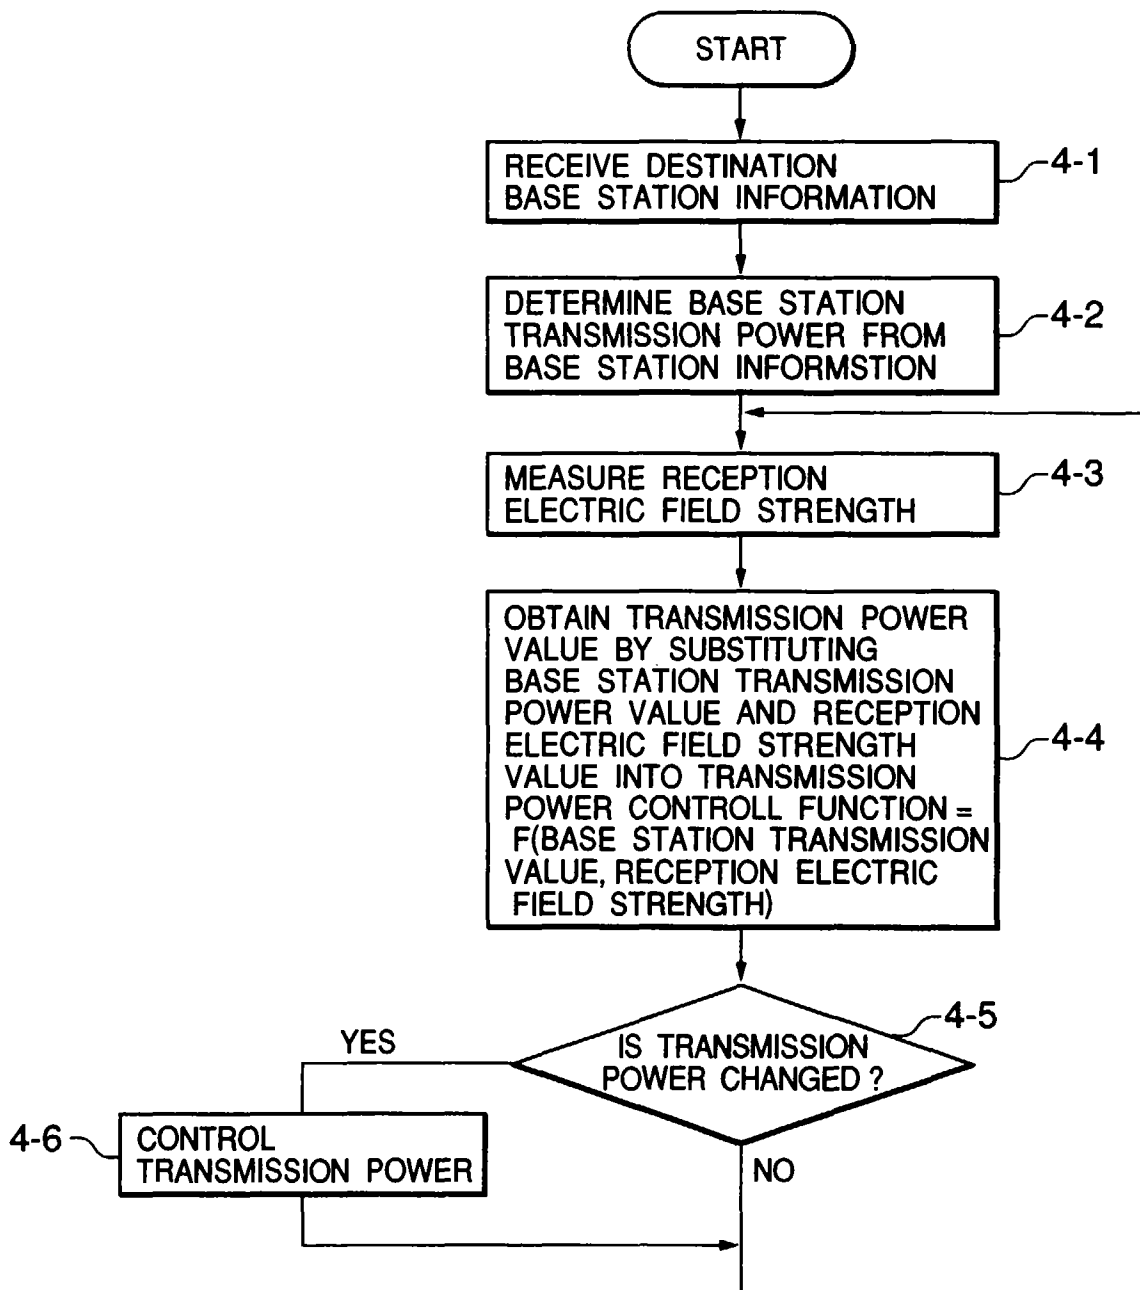 START
RECEIVE DESTINATION
BASE STATION INFORMATION
4-1
DETERMINE BASE STATION
TRANSMISSION POWER FROM
BASE STATION INFORMSTION
4-2
MEASURE RECEPTION
ELECTRIC FIELD STRENGTH
4-3
OBTAIN TRANSMISSION POWER
VALUE BY SUBSTITUTING
BASE STATION TRANSMISSION
POWER VALUE AND RECEPTION
ELECTRIC FIELD STRENGTH
VALUE INTO TRANSMISSION
POWER CONTROLL FUNCTION =
F(BASE STATION TRANSMISSION
VALUE, RECEPTION ELECTRIC
FIELD STRENGTH)
4-4
IS TRANSMISSION
POWER CHANGED ?
4-5
YES
4-6
CONTROL
TRANSMISSION POWER
NO